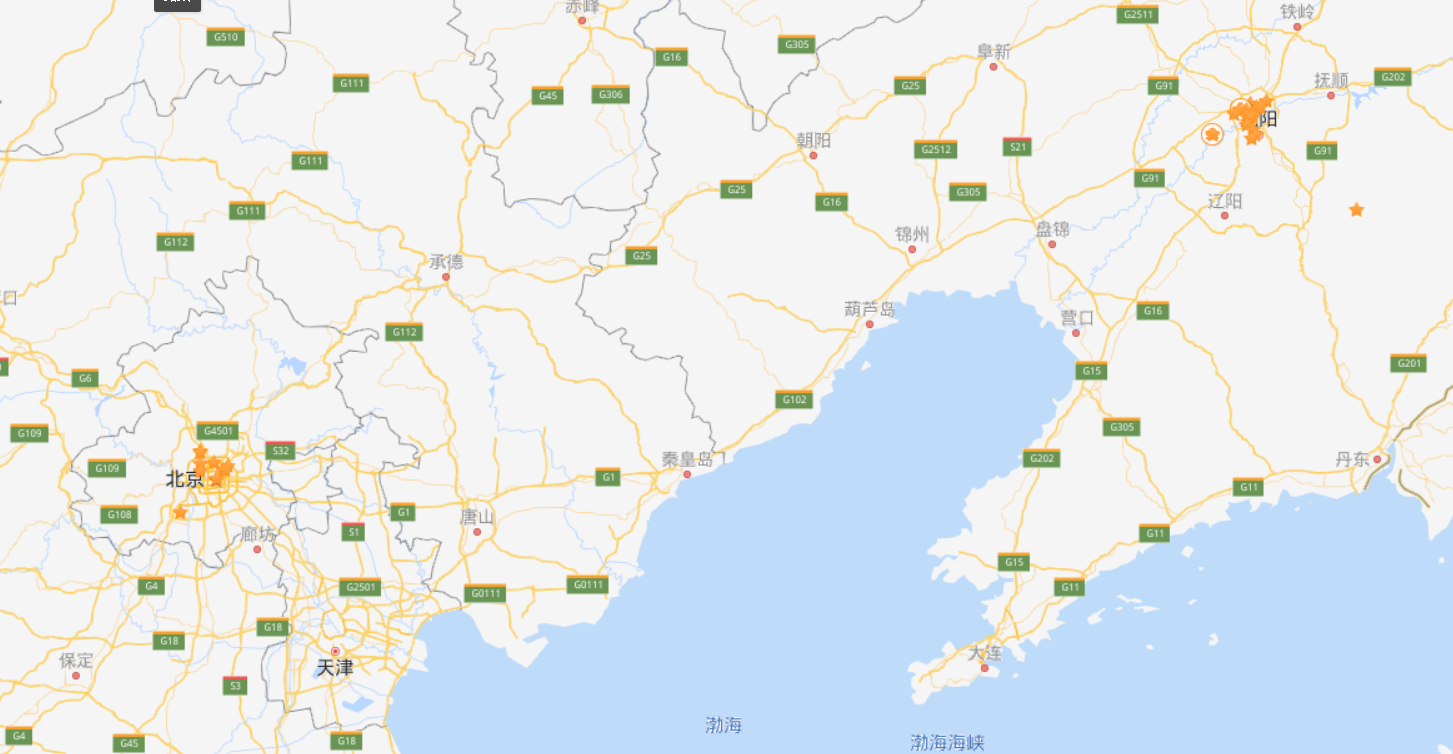 赤峰
G2511
铁岭
G510
G305
阜新
G16
G111
G45
G306
G25
G91
抚顺
G202
阳
朝阳
G2512
S21
G91
G111
G91
G25
G16
G305
辽阳
G111
锦州
盘锦
G112
G25
承德
口
葫芦岛
营口
G16
G112
G15
G201
G6
G102
G305
G109
G4501
S32
秦皇岛
G202
丹东
G109
北京
G1
G11
G108
G1
唐山
S1
廊坊
G11
G15
G4
G2501
G0111
G0111
G11
G18
G18
保定
天津
大连
S3
渤海
G4
G45
G18
渤海海峡